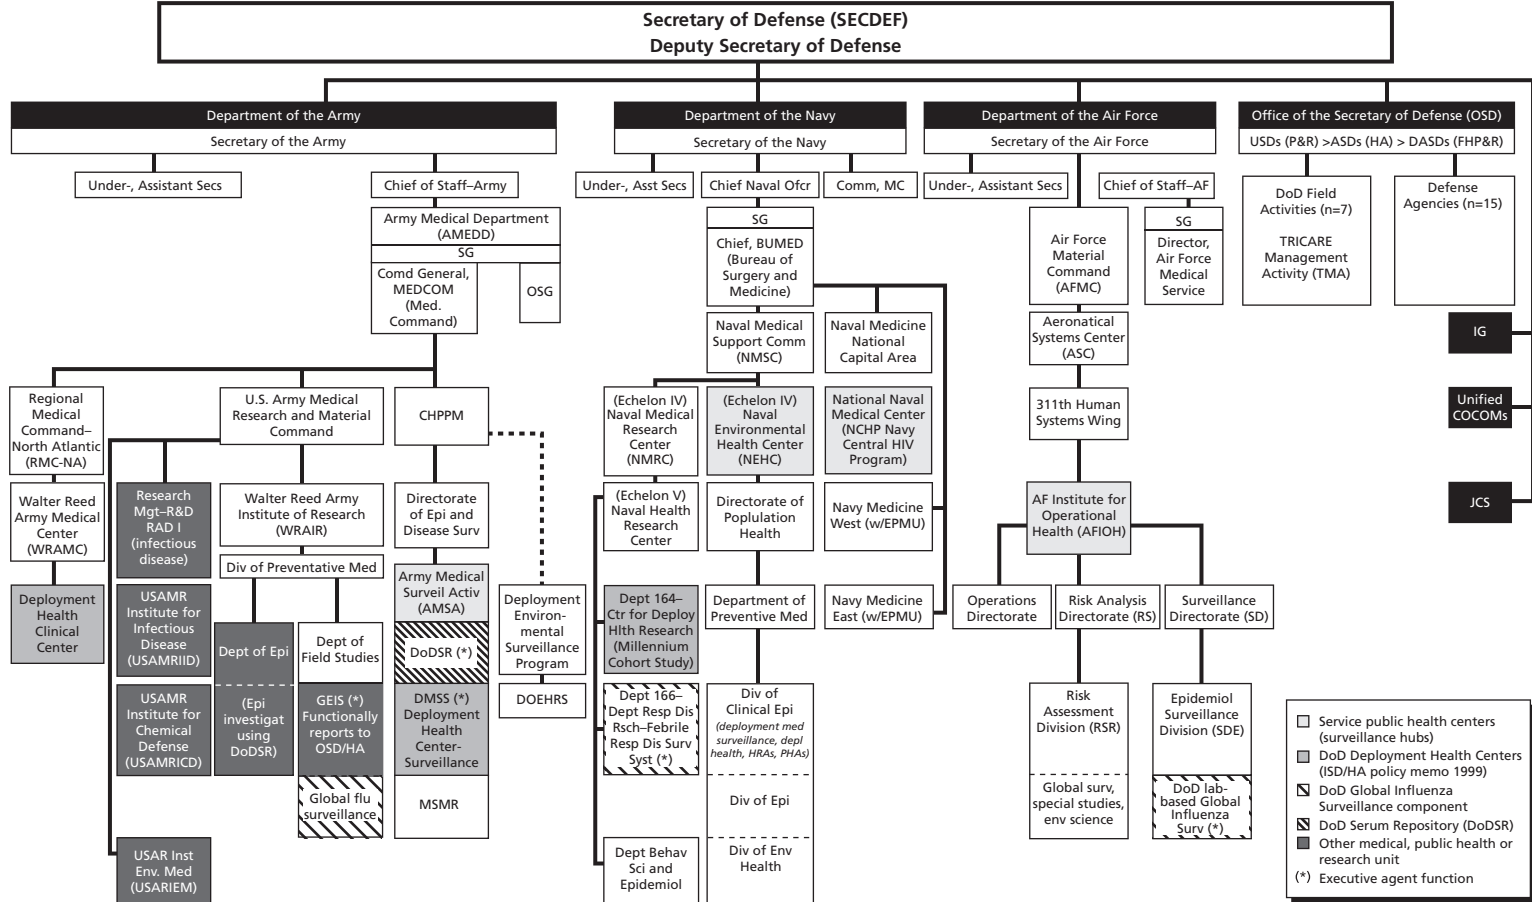 Secretary of Defense (SECDEF)
Deputy Secretary of Defense
Department of the Army
Secretary of the Army
Department of the Navy
Secretary of the Navy
Department of the Air Force
Secretary of the Air Force
Office of the Secretary of Defense (OSD)
USDs (P&R) >ASDs (HA) > DASDs (FHP&R)
Under-, Assistant Secs
Chief of Staff–Army
Army Medical Department
(AMEDD)
SG
Comd General,
MEDCOM
(Med.
Command)
OSG
Regional
Medical
Command–
North Atlantic
(RMC-NA)
Walter Reed
Army Medical
Center
(WRAMC)
Deployment
Health
Clinical
Center
U.S. Army Medical
Research and Material
Command
Research
Mgt–R&D
RAD I
(infectious
disease)
USAMR
Institute for
Infectious
Disease
(USAMRIID)
USAMR
Institute for
Chemical
Defense
(USAMRICD)
USAR Inst
Env. Med
(USARIEM)
Walter Reed Army
Institute of Research
(WRAIR)
Div of Preventative Med
Dept of Epi
(Epi
investigat
using
DoDSR)
Dept of
Field Studies
GEIS (*)
Functionally
reports to
OSD/HA
Global flu
surveillance
CHPPM
Directorate
of Epi and
Disease Surv
Army Medical
Surveil Activ
(AMSA)
DoDSR (*)
DMSS (*)
Deployment
Health
Center-
Surveillance
MSMR
Deployment
Environ-
mental
Surveillance
Program
DOEHRS
Under-, Asst Secs
Chief Naval Ofcr
Comm, MC
SG
Chief, BUMED
(Bureau of
Surgery and
Medicine)
Naval Medical
Support Comm
(NMSC)
Naval Medicine
National
Capital Area
(Echelon IV)
Naval Medical
Research
Center
(NMRC)
(Echelon IV)
Naval
Environmental
Health Center
(NEHC)
National Naval
Medical Center
(NCHP Navy
Central HIV
Program)
(Echelon V)
Naval Health
Research
Center
Directorate of
Poplulation
Health
Navy Medicine
West (w/EPMU)
Dept 164–
Ctr for Deploy
Hlth Research
(Millennium
Cohort Study)
Department of
Preventive Med
Navy Medicine
East (w/EPMU)
Dept 166–
Dept Resp Dis
Rsch–Febrile
Resp Dis Surv
Syst (*)
Div of
Clinical Epi
(deployment med
surveillance, depl
health, HRAs, PHAs)
Div of Epi
Dept Behav
Sci and
Epidemiol
Div of Env
Health
Under-, Assistant Secs
Chief of Staff–AF
Air Force
Material
Command
(AFMC)
SG
Director,
Air Force
Medical
Service
Aeronatical
Systems Center
(ASC)
311th Human
Systems Wing
AF Institute for
Operational
Health (AFIOH)
Operations
Directorate
Risk Analysis
Directorate (RS)
Surveillance
Directorate (SD)
Risk
Assessment
Division (RSR)
Global surv,
special studies,
env science
Epidemiol
Surveillance
Division (SDE)
DoD lab-
based Global
Influenza
Surv (*)
DoD Field
Activities (n=7)
TRICARE
Management
Activity (TMA)
Defense
Agencies (n=15)
IG
Unified
COCOMs
JCS
Service public health centers
(surveillance hubs)
DoD Deployment Health Centers
(ISD/HA policy memo 1999)
DoD Global Influenza
Surveillance component
DoD Serum Repository (DoDSR)
Other medical, public health or
research unit
(*) Executive agent function